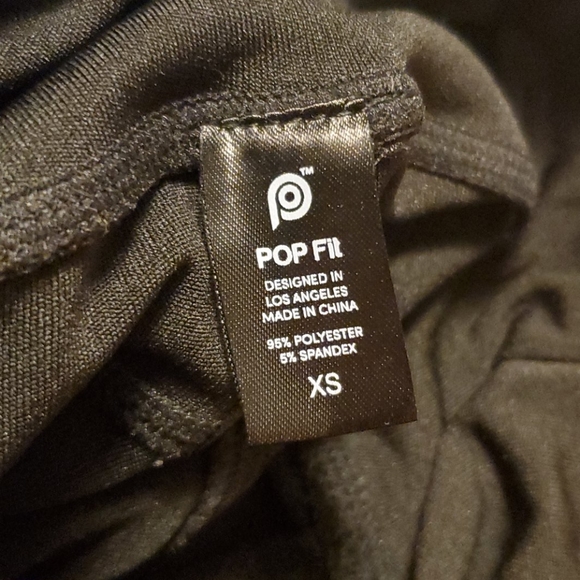 TM
POP Fit
DESIGNED IN
LOS ANGELES
MADE IN CHINA
95% POLYESTER
5% SPANDEX
XS